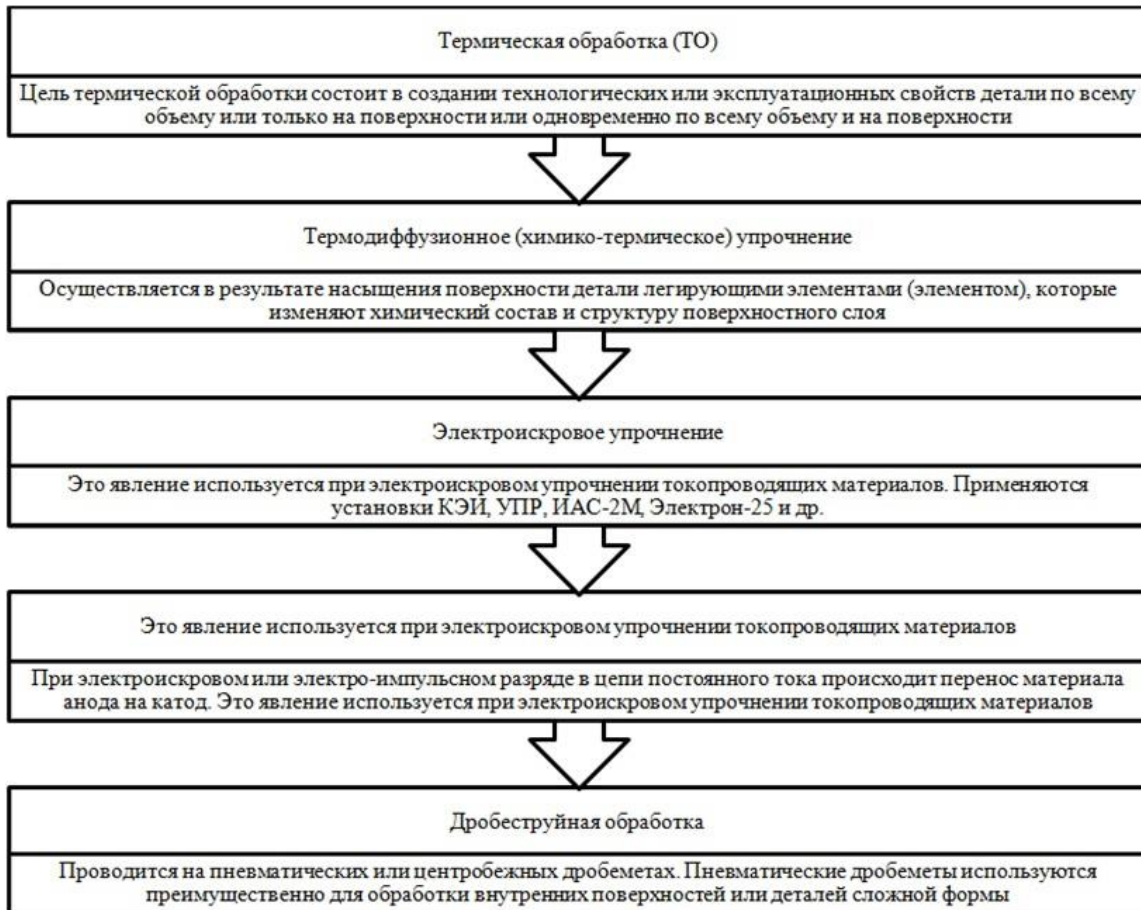 Термическая обработка (ТО)
Цель термической обработки состоит в создании технологических или эксплуатационных свойств детали по всему
объему или только на поверхности или одновременно по всему объему и на поверхности
Термодиффузионное (химико-термическое) упрочнение
Осуществляется в результате насыщения поверхности детали легирующими элементами (элементом), которые
изменяют химический состав и структуру поверхностного слоя
Электроискровое упрочнение
Это явление используется при электроискровом упрочнении токопроводящих материалов. Применяются
установки КЭИ, УПР, ИАС-2М, Электрон-25 и др.
Это явление используется при электроискровом упрочнении токопроводящих материалов
При электроискровом или электро-импульсном разряде в цепи постоянного тока происходит перенос материала
анода на катод. Это явление используется при электроискровом упрочнении токопроводящих материалов
Дробеструйная обработка
Проводится на пневматических или центробежных дробеметах. Пневматические дробеметы используются
преимущественно для обработки внутренних поверхностей или деталей сложной формы